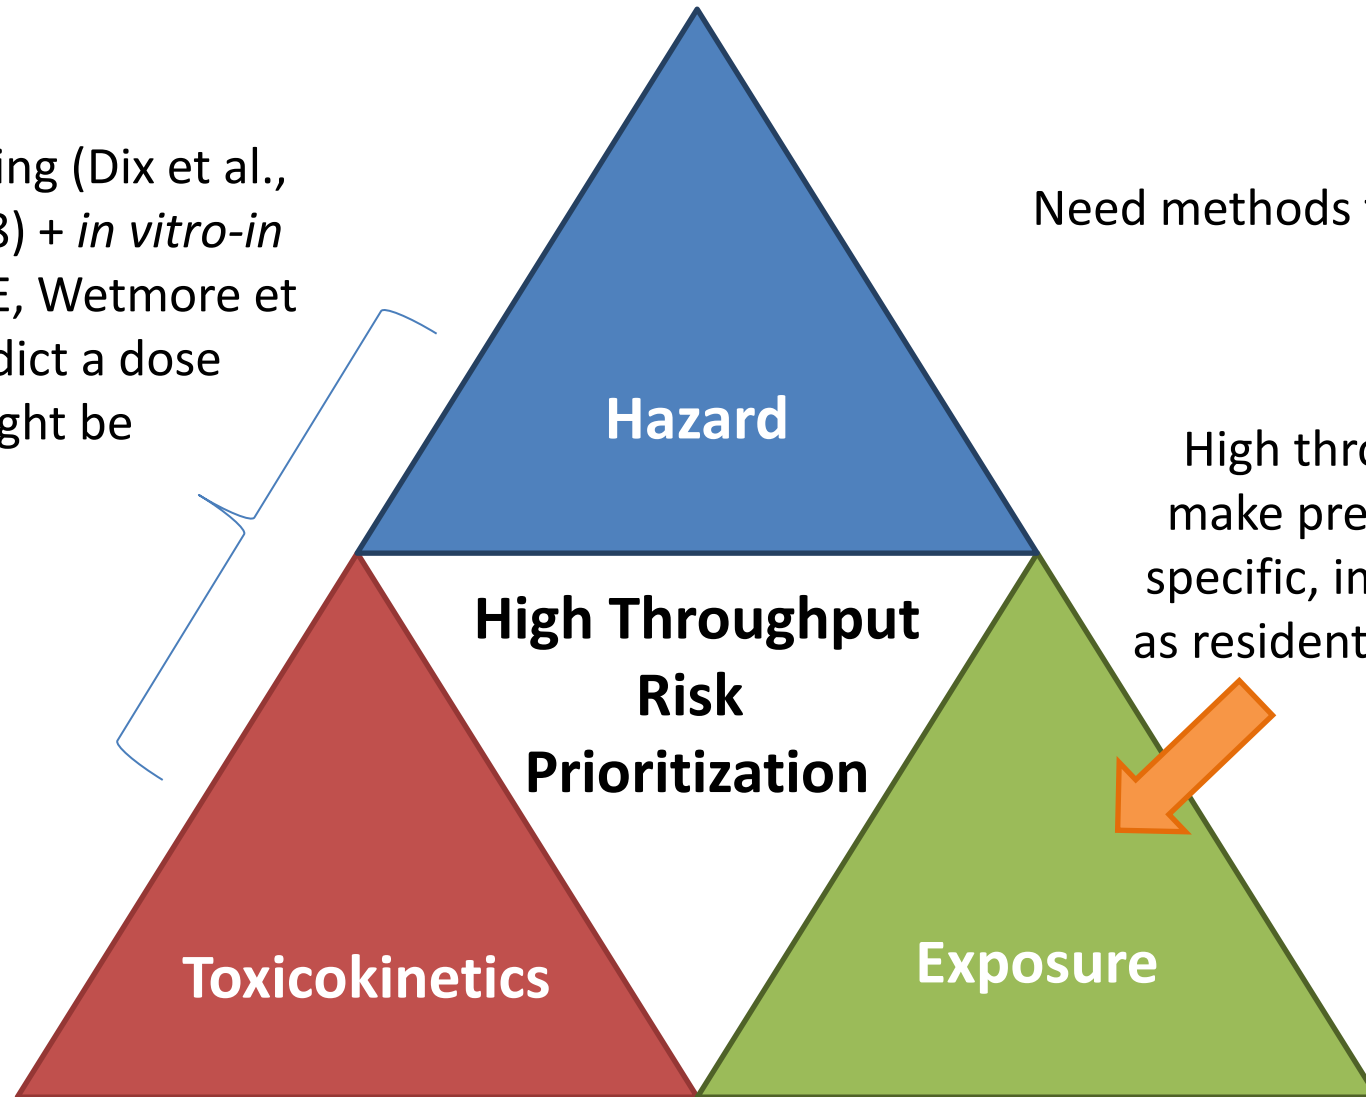 ing (Dix et al.,
) + in vitro-in
, Wetmore et
dict a dose
ght be
Need methods
Hazard
High thro
make pre
specific, in
as resident
High Throughput
Risk
Prioritization
Toxicokinetics
Exposure